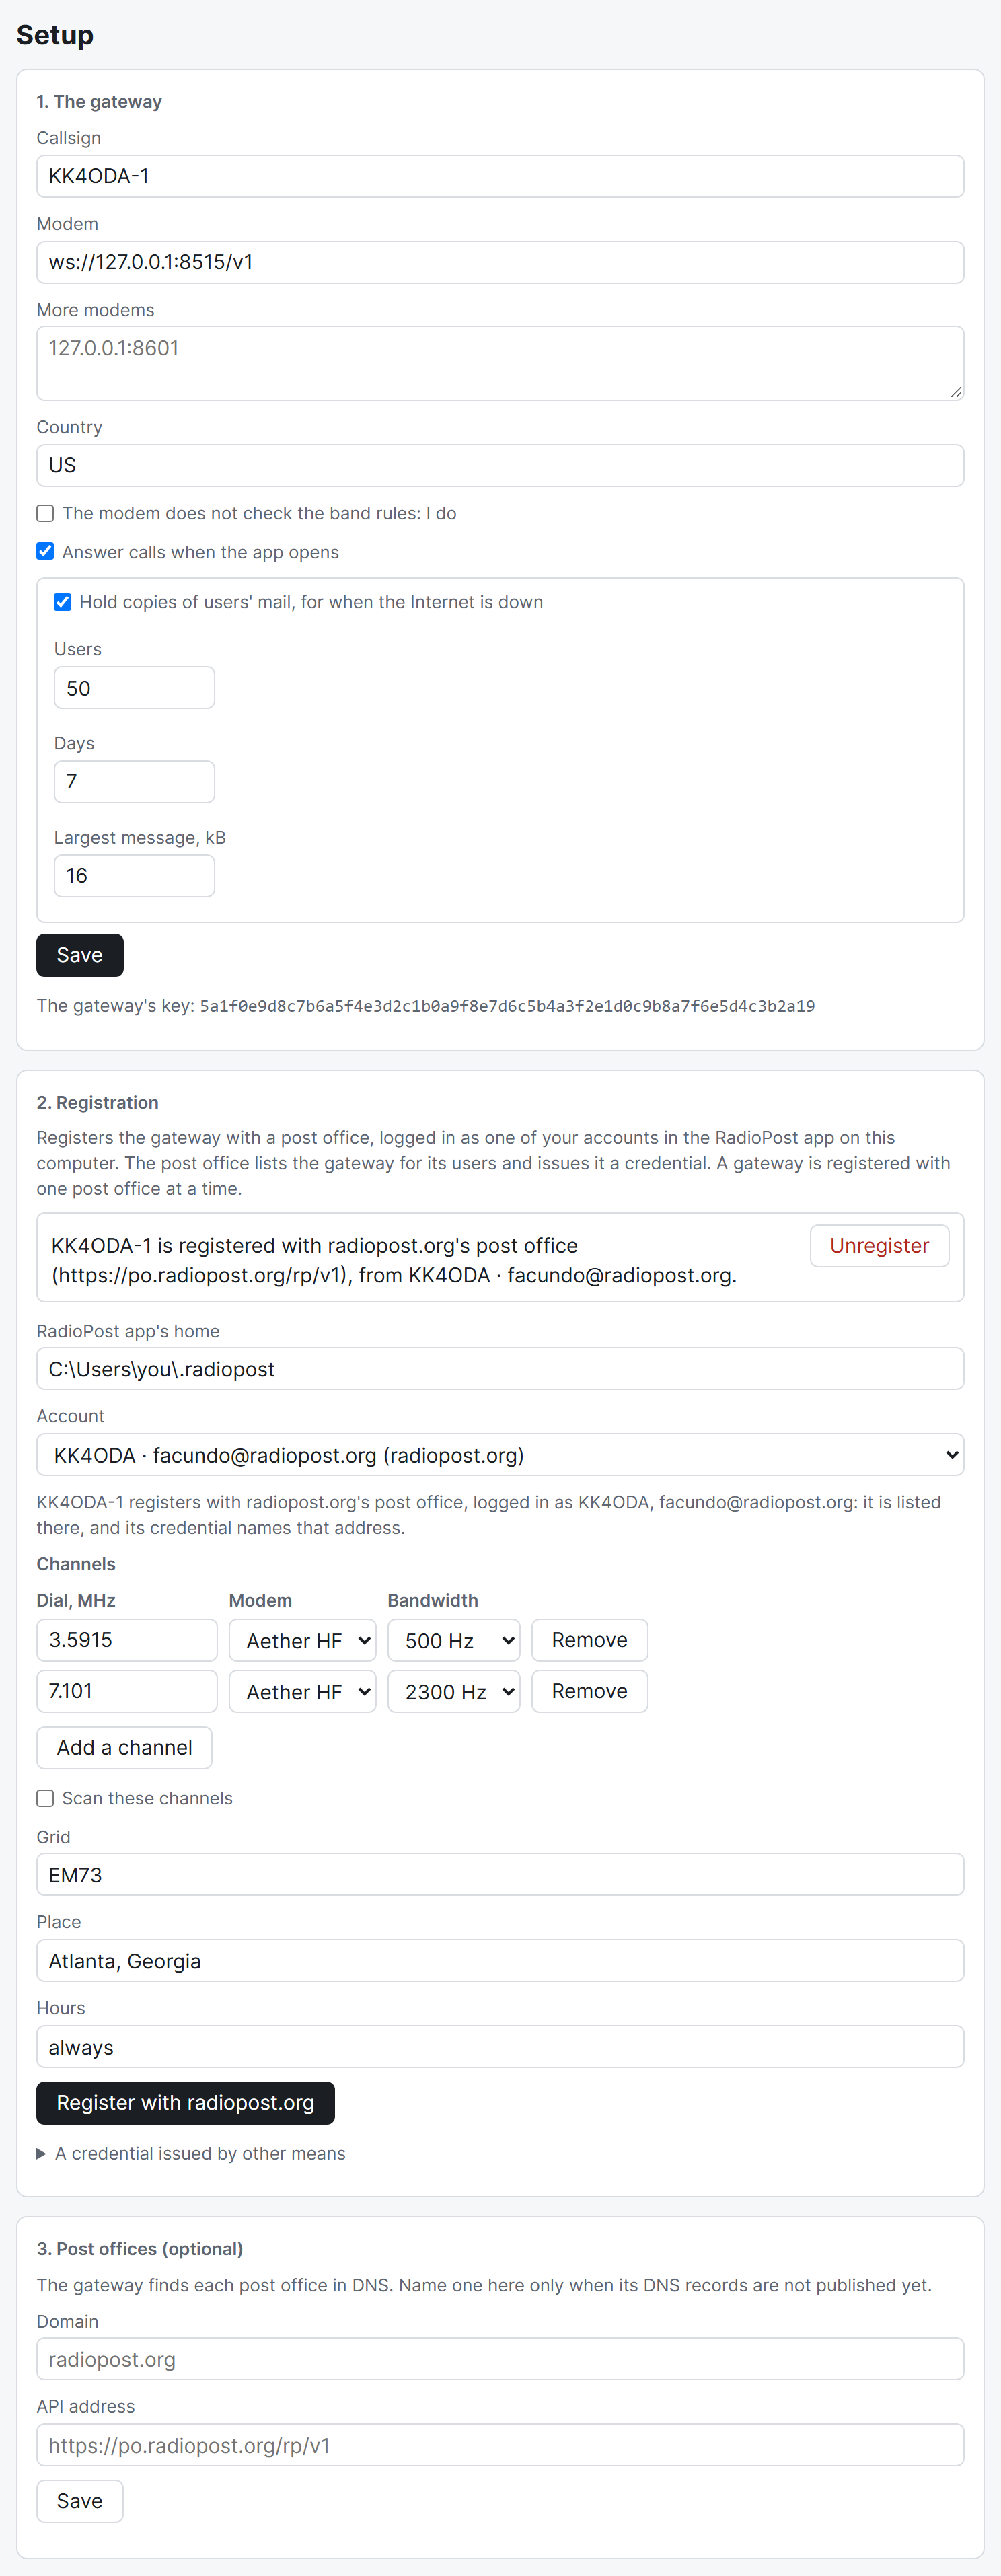 Setup
1. The gateway
Callsign
KK4ODA-1
Modem
ws://127.0.0.1:8515/v1
More modems
127.0.0.1:8601
Country
US
The modem does not check the band rules: I do
Answer calls when the app opens
Hold copies of users' mail, for when the Internet is down
Users
50
Days
7
Largest message, kB
16
Save
The gateway's key: 5a1f0e9d8c7b6a5f4e3d2c1b0a9f8e7d6c5b4a3f2e1d0c9b8a7f6e5d4c3b2a19
2. Registration
Registers the gateway with a post office, logged in as one of your accounts in the RadioPost app on this
computer. The post office lists the gateway for its users and issues it a credential. A gateway is registered with
one post office at a time.
KK4ODA-1 is registered with radiopost.org's post office
(https://po.radiopost.org/rp/v1), from KK4ODA · facundo@radiopost.org.
Unregister
RadioPost app's home
C:\Users\you\.radiopost
Account
KK4ODA · facundo@radiopost.org (radiopost.org)
KK4ODA-1 registers with radiopost.org's post office, logged in as KK4ODA, facundo@radiopost.org: it is listed
there, and its credential names that address.
Channels
Dial, MHz Modem Bandwidth
3.5915 Aether HF 500 Hz Remove
7.101 Aether HF 2300 Hz Remove
Add a channel
Scan these channels
Grid
EM73
Place
Atlanta, Georgia
Hours
always
Register with radiopost.org
A credential issued by other means
3. Post offices (optional)
The gateway finds each post office in DNS. Name one here only when its DNS records are not published yet.
Domain
radiopost.org
API address
https://po.radiopost.org/rp/v1
Save